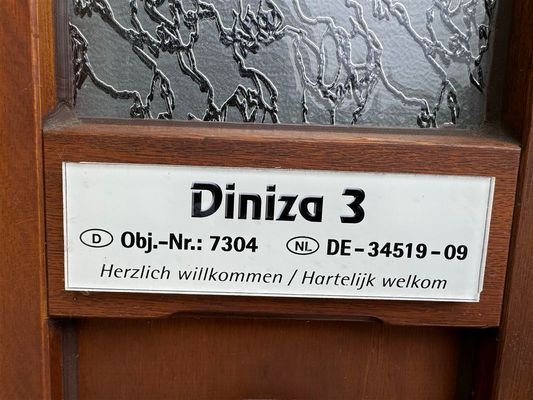 Diniza 3
D Obj.-Nr.: 7304 NL DE-34519-09
Herzlich willkommen / Hartelijk welkom